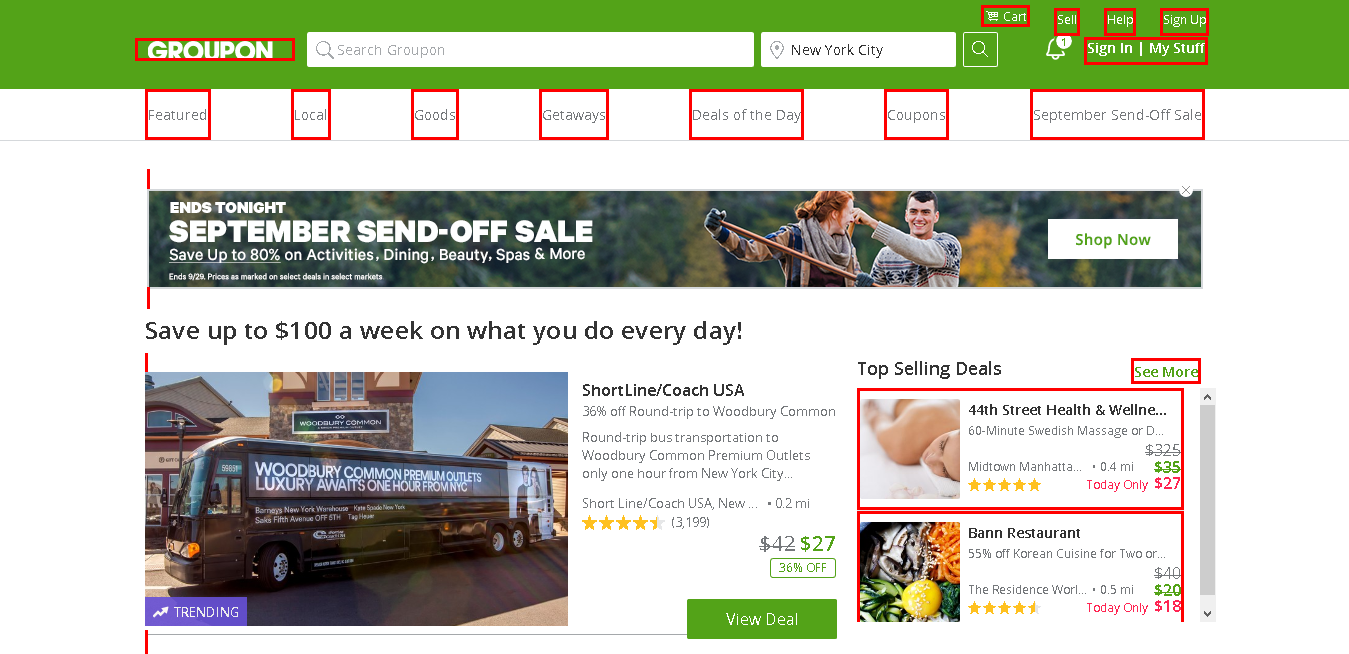 Cart
Sell
Help
Sign Up
GROUPON
Search Groupon
New York City
1
Sign In | My Stuff
Featured
Local
Goods
Getaways
Deals of the Day
Coupons
September Send-Off Sale
ENDS TONIGHT
SEPTEMBER SEND-OFF SALE
Save Up to 80% on Activities, Dining, Beauty, Spas & More
Ends 9/29. Prices as marked on select deals in select markets
Shop Now
Save up to $100 a week on what you do every day!
WOODBURY COMMON
59851
WOODBURY COMMON PREMIUM OUTLETS
LUXURY AWAITS ONE HOUR FROM NYC
Barneys New York Warehouse Kate Spade New York
Saks Fifth Avenue OFF 5TH Tag Heuer
TRENDING
ShortLine/Coach USA
36% off Round-trip to Woodbury Common
Round-trip bus transportation to
Woodbury Common Premium Outlets
only one hour from New York City...
Short Line/Coach USA, New ... • 0.2 mi
(3,199)
$42 $27
36% OFF
View Deal
Top Selling Deals
See More
44th Street Health & Wellne...
60-Minute Swedish Massage or D...
$325
Midtown Manhatta... • 0.4 mi $35
Today Only $27
Bann Restaurant
55% off Korean Cuisine for Two or...
$40
The Residence Worl... • 0.5 mi $20
Today Only $18